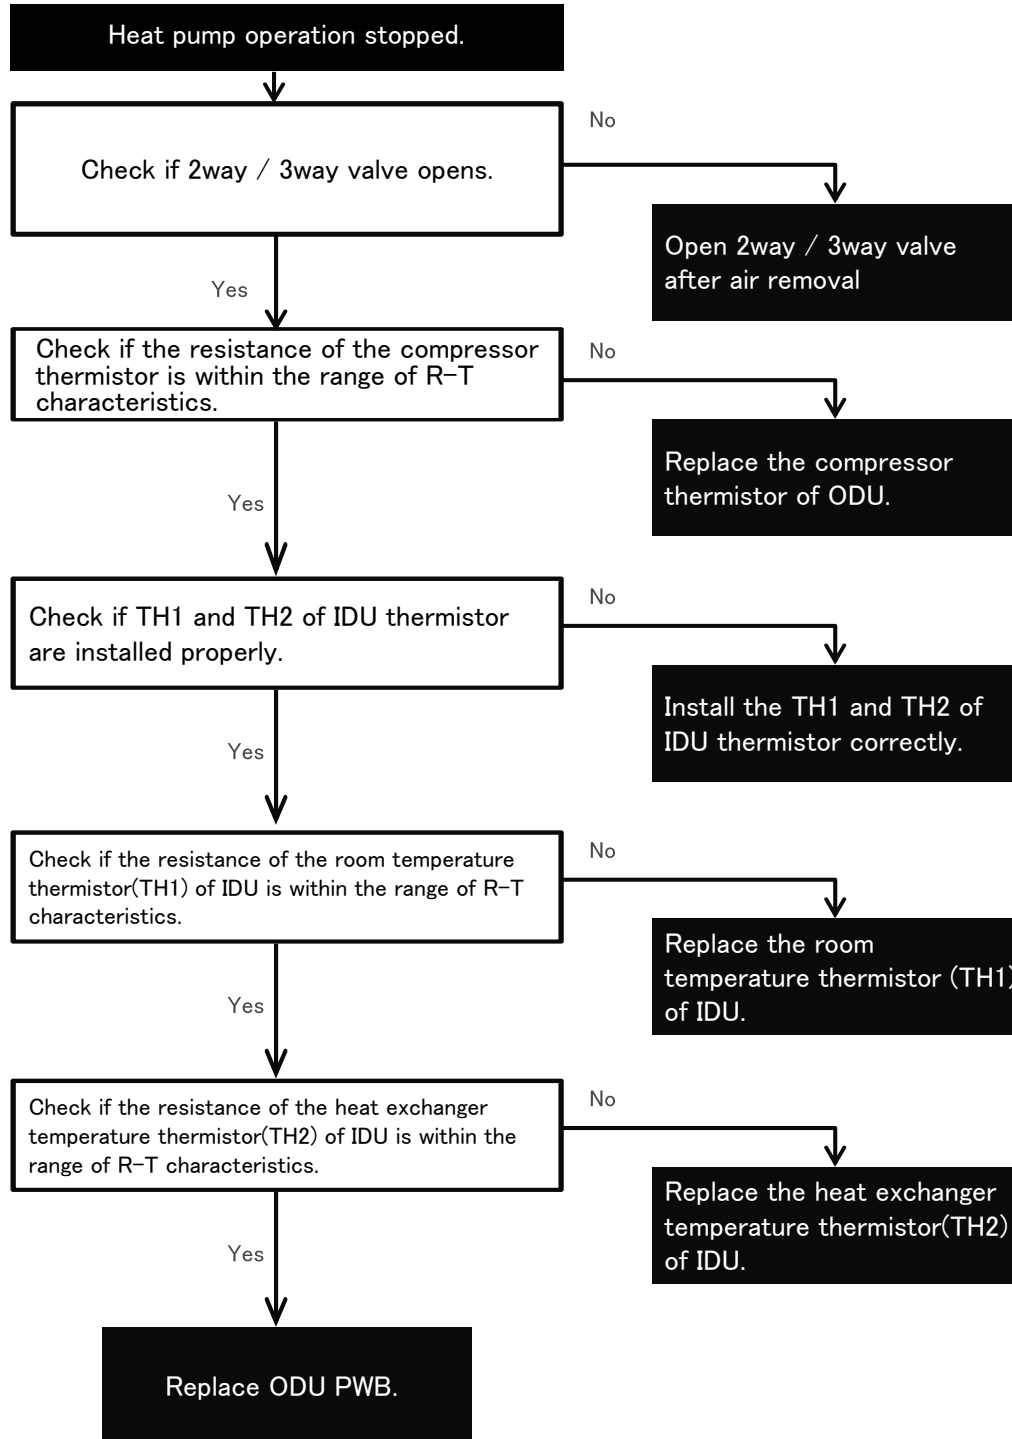 Heat pump operation stopped.
No
Check if 2way / 3way valve opens.
Open 2way / 3way valve
after air removal
Yes
Check if the resistance of the compressor
thermistor is within the range of R-T
characteristics.
No
Replace the compressor
thermistor of ODU.
Yes
Check if TH1 and TH2 of IDU thermistor
are installed properly.
No
Install the TH1 and TH2 of
IDU thermistor correctly.
Yes
Check if the resistance of the room temperature
thermistor(TH1) of IDU is within the range of R-T
characteristics.
No
Replace the room
temperature thermistor (TH1)
of IDU.
Yes
Check if the resistance of the heat exchanger
temperature thermistor(TH2) of IDU is within the
range of R-T characteristics.
No
Replace the heat exchanger
temperature thermistor(TH2)
of IDU.
Yes
Replace ODU PWB.